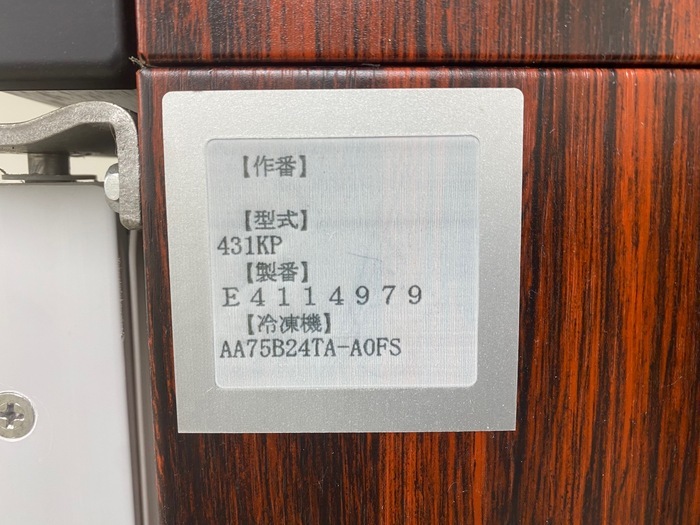 【作番】
【型式】
431KP
【製番】
E4114979
【冷凍機】
AA75B24TA-A0FS